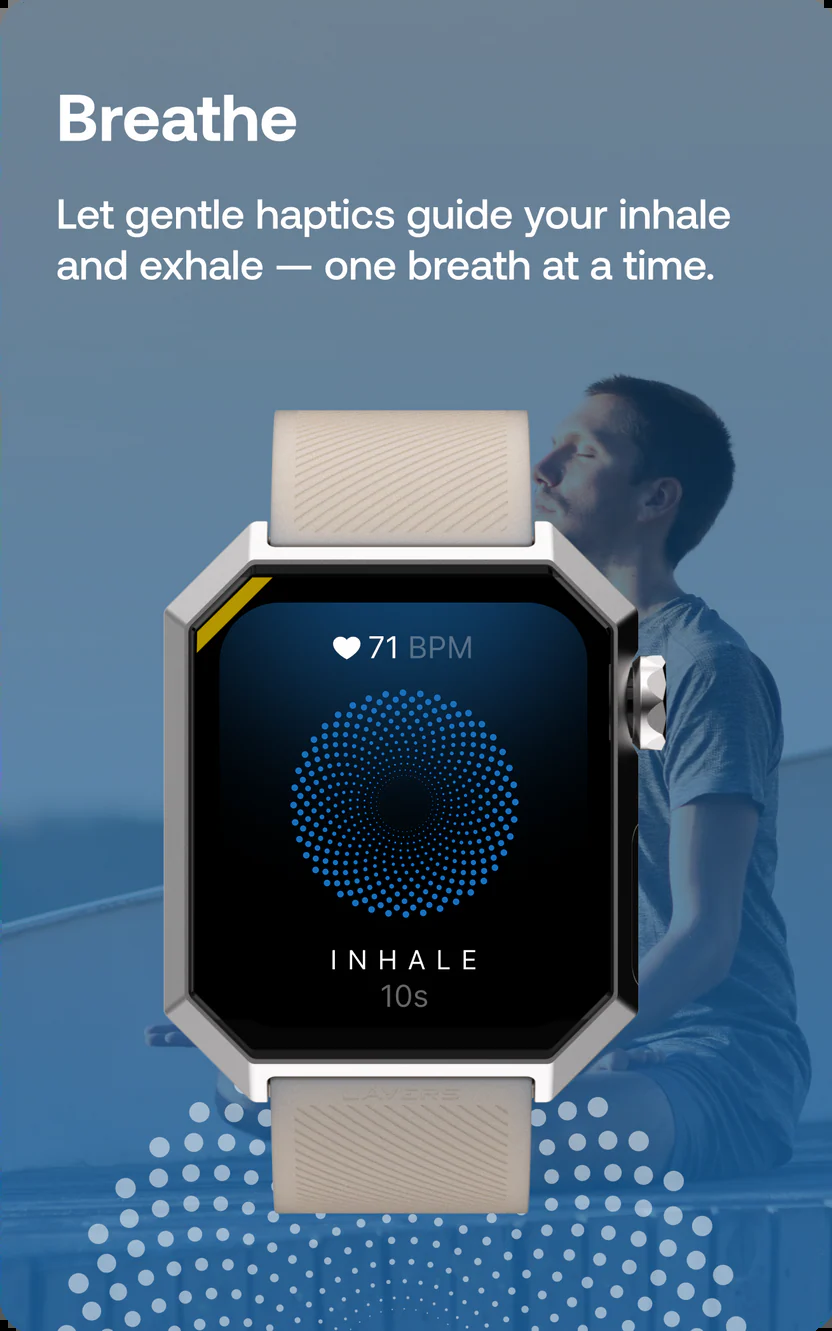 Breathe
Let gentle haptics guide your inhale
and exhale — one breath at a time.
71 BPM
INHALE
10s
LAYERS